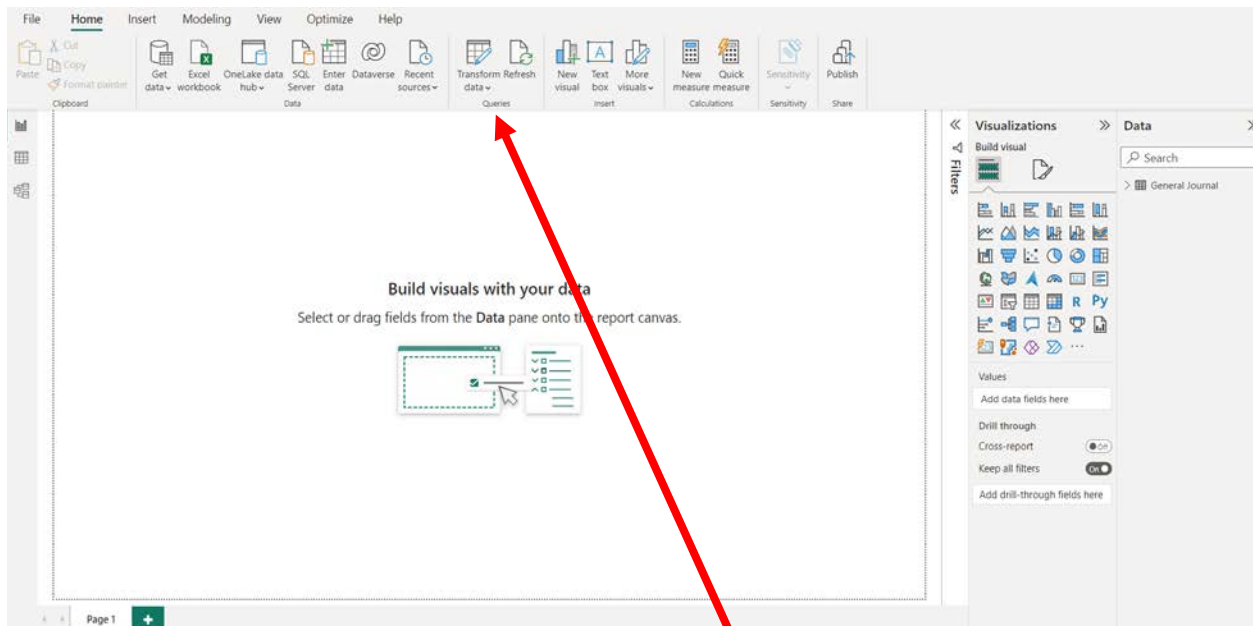 File Home Insert Modeling View Optimize Help
Paste
Cut
Copy
Format painter
Clipboard
Get data
Excel workbook
OneLake data hub
SQL Server
Enter data
Dataverse
Recent sources
Data
Transform data
Refresh
Queries
New visual
A
Text box
More visuals
Insert
New measure
Quick measure
Calculations
Sensitivity
Sensitivity
Publish
Share
Build visuals with your data
Select or drag fields from the Data pane onto the report canvas.
Filters
Visualizations
Build visual
R Py
Values
Add data fields here
Drill through
Cross-report Off
Keep all filters On
Add drill-through fields here
Data
Search
General Journal
Page 1